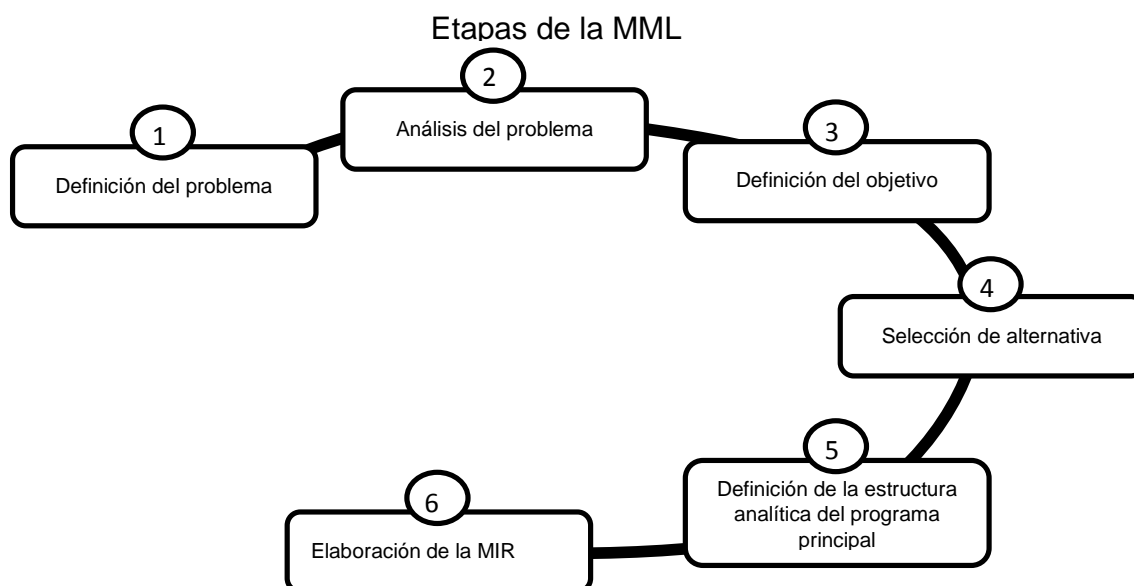 Etapas de la MML
1
Definición del problema
2
Análisis del problema
3
Definición del objetivo
4
Selección de alternativa
5
Definición de la estructura
analítica del programa
principal
6
Elaboración de la MIR